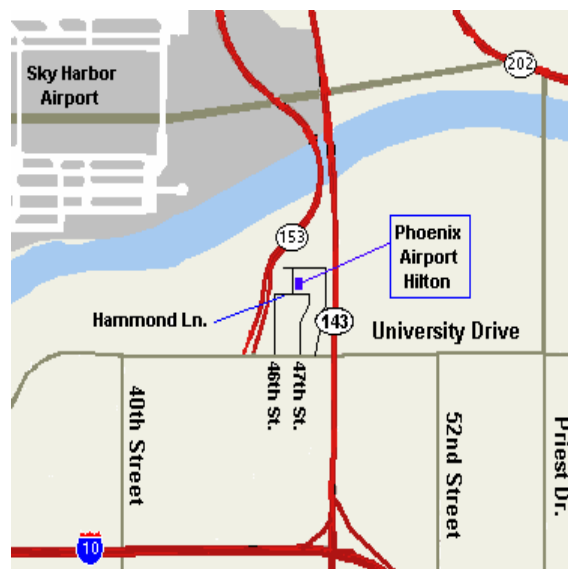 Sky Harbor
Airport
202
153
Phoenix
Airport
Hilton
Hammond Ln.
143
University Drive
46th St.
47th St.
40th Street
52nd Street
Priest Dr.
10